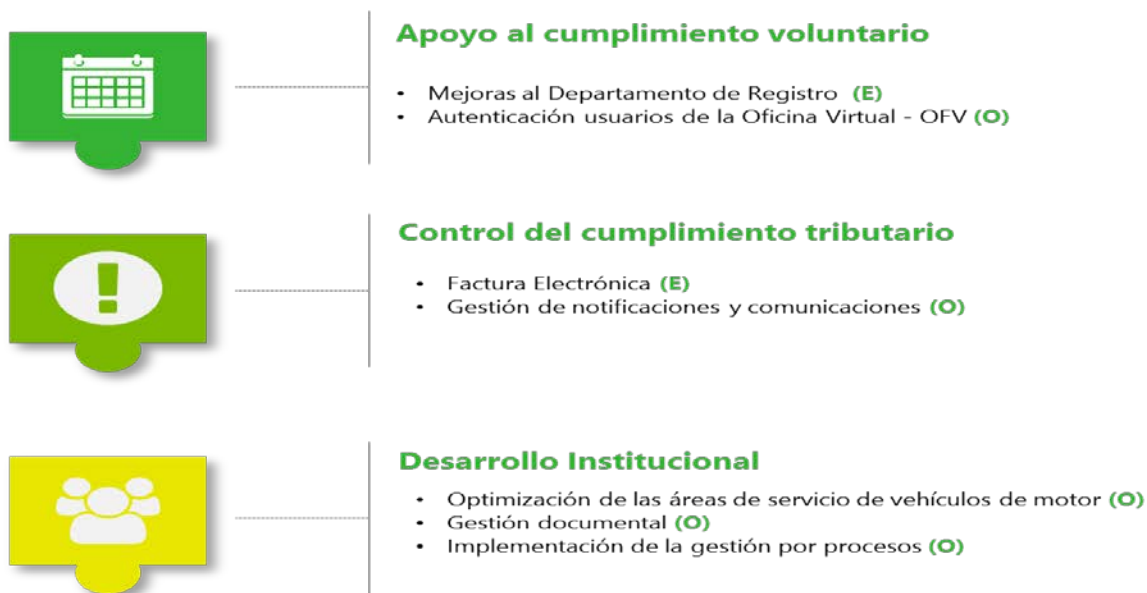 Apoyo al cumplimiento voluntario
• Mejoras al Departamento de Registro (E)
• Autenticación usuarios de la Oficina Virtual - OFV (O)
Control del cumplimiento tributario
• Factura Electrónica (E)
• Gestión de notificaciones y comunicaciones (O)
Desarrollo Institucional
• Optimización de las áreas de servicio de vehículos de motor (O)
• Gestión documental (O)
• Implementación de la gestión por procesos (O)